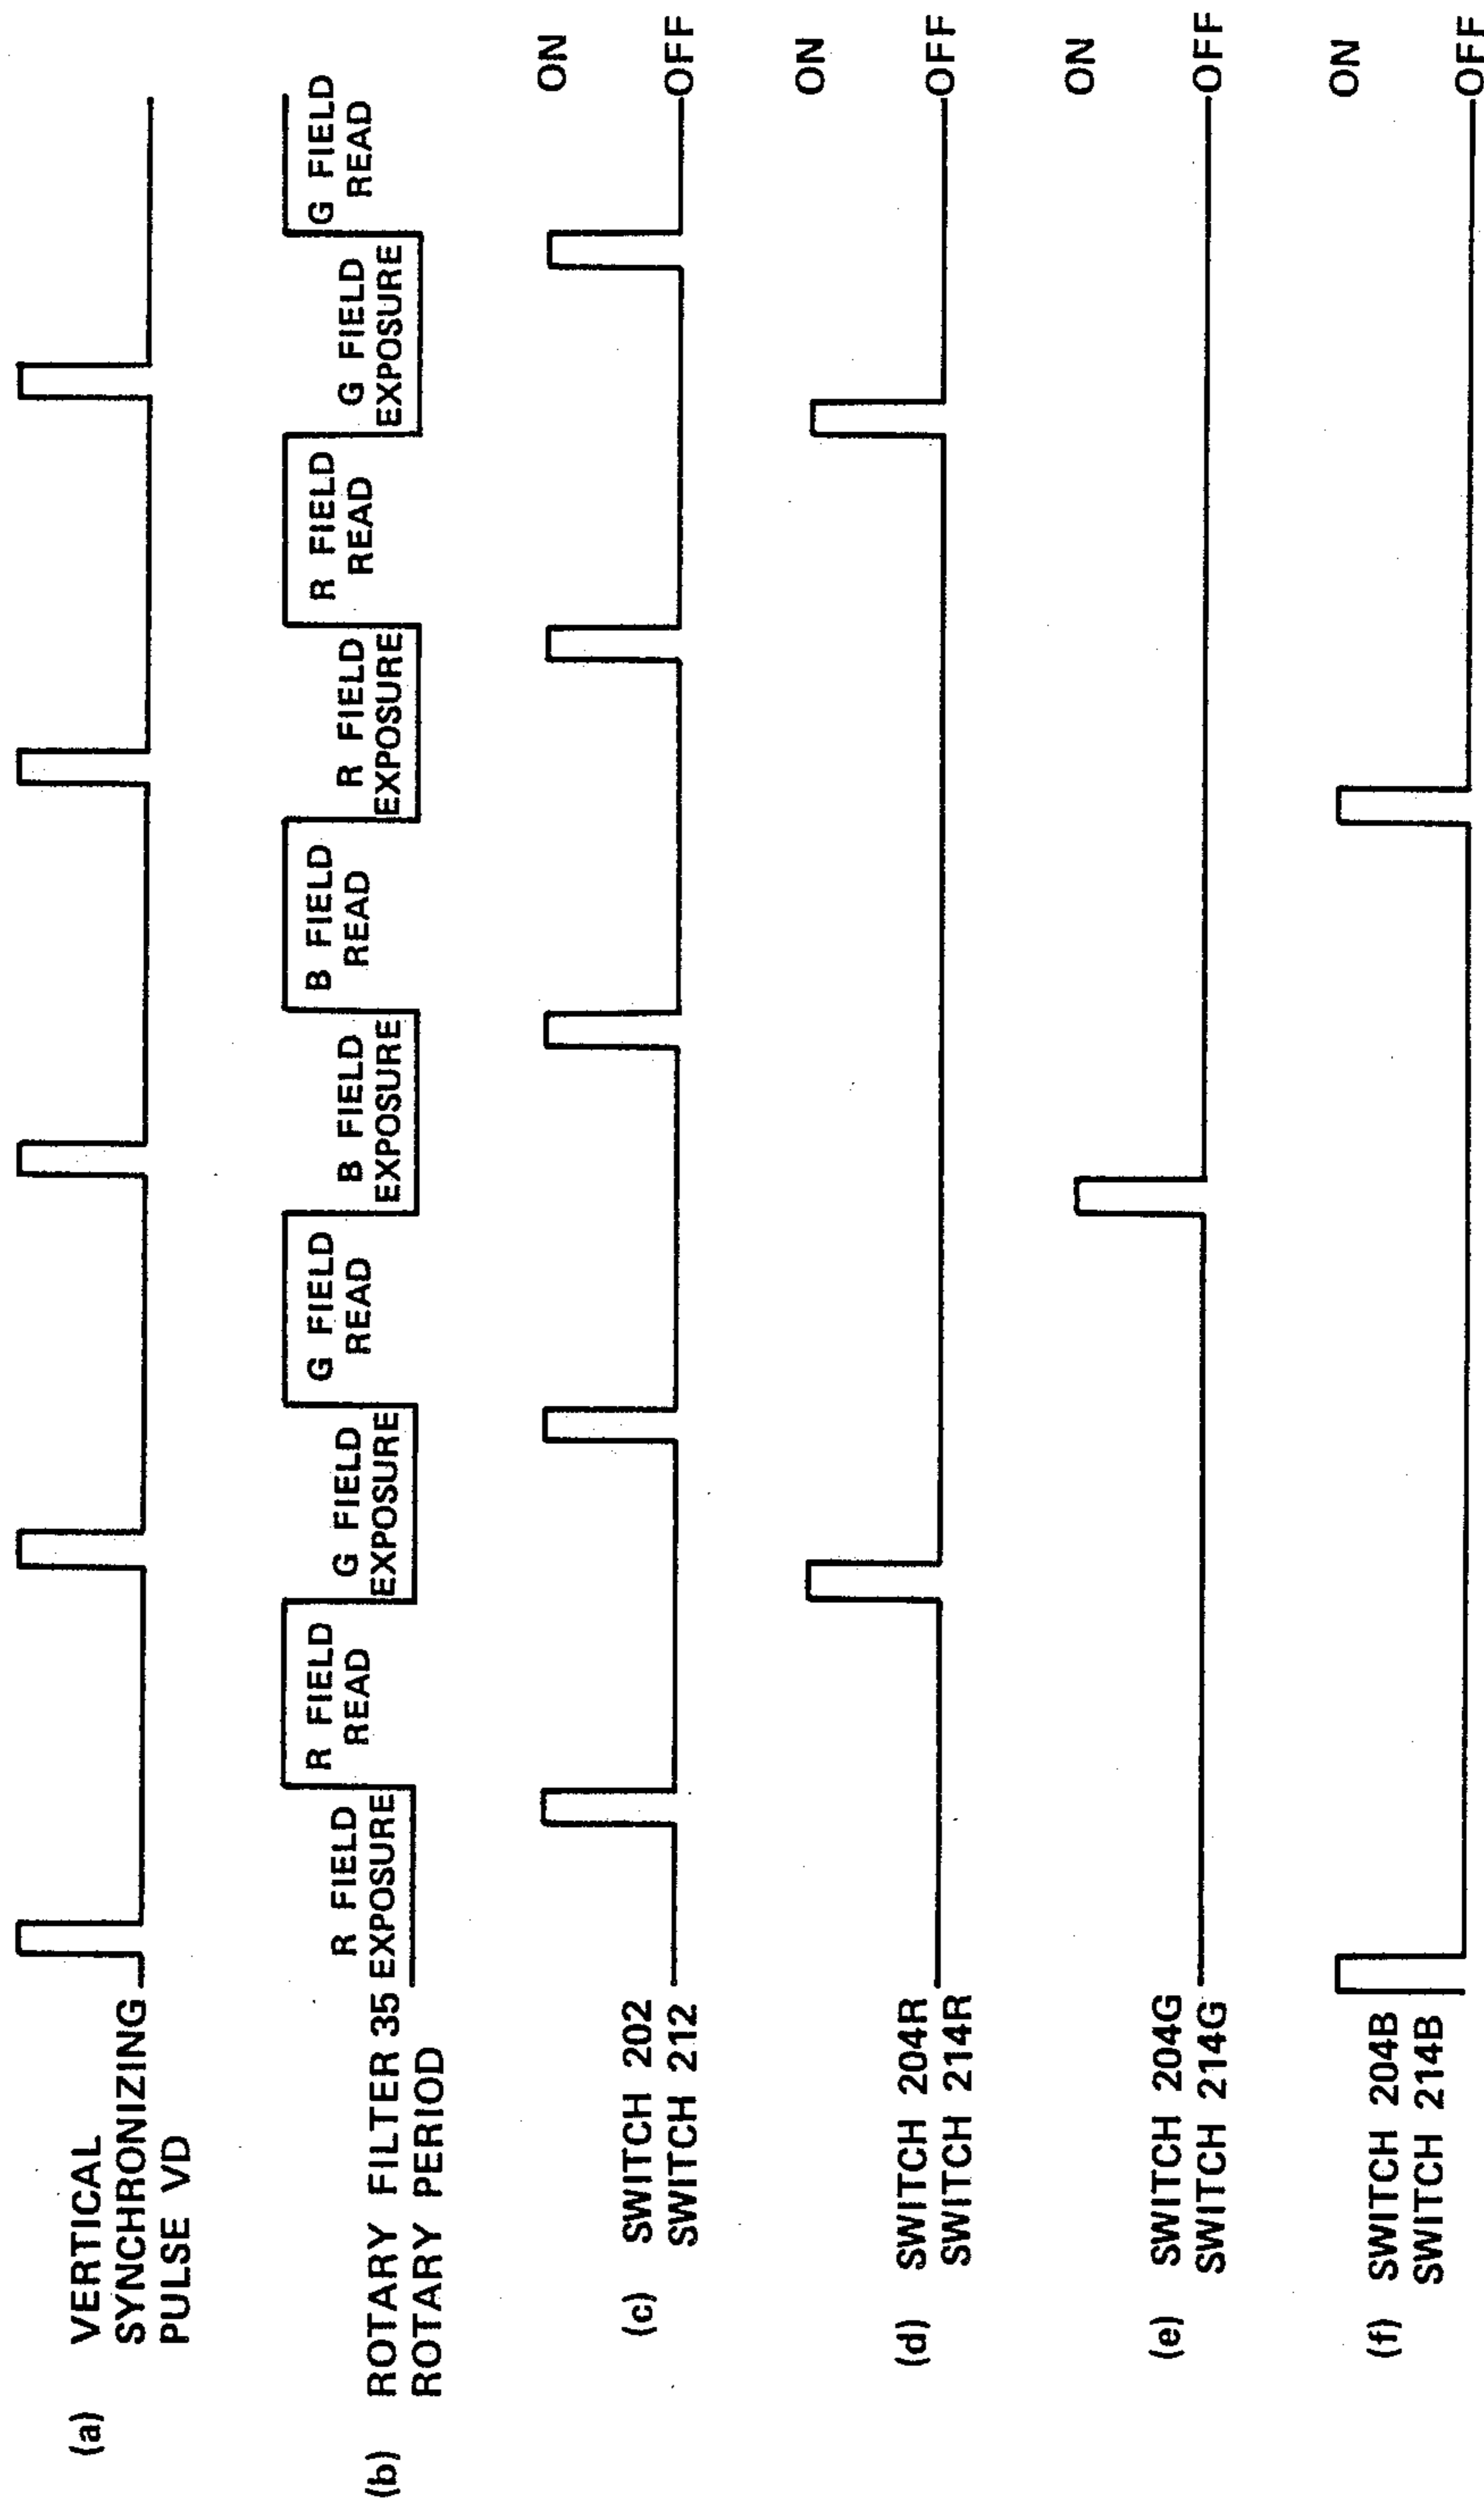 (a) VERTICAL
SYNCHRONIZING
PULSE VD
(b) ROTARY FILTER 35
ROTARY PERIOD
R FIELD
EXPOSURE
R FIELD
READ
G FIELD
EXPOSURE
G FIELD
READ
B FIELD
EXPOSURE
B FIELD
READ
R FIELD
EXPOSURE
R FIELD
READ
G FIELD
EXPOSURE
G FIELD
READ
(c) SWITCH 202
SWITCH 212
ON
OFF
(d) SWITCH 204R
SWITCH 214R
ON
OFF
(e) SWITCH 204G
SWITCH 214G
ON
OFF
(f) SWITCH 204B
SWITCH 214B
ON
OFF